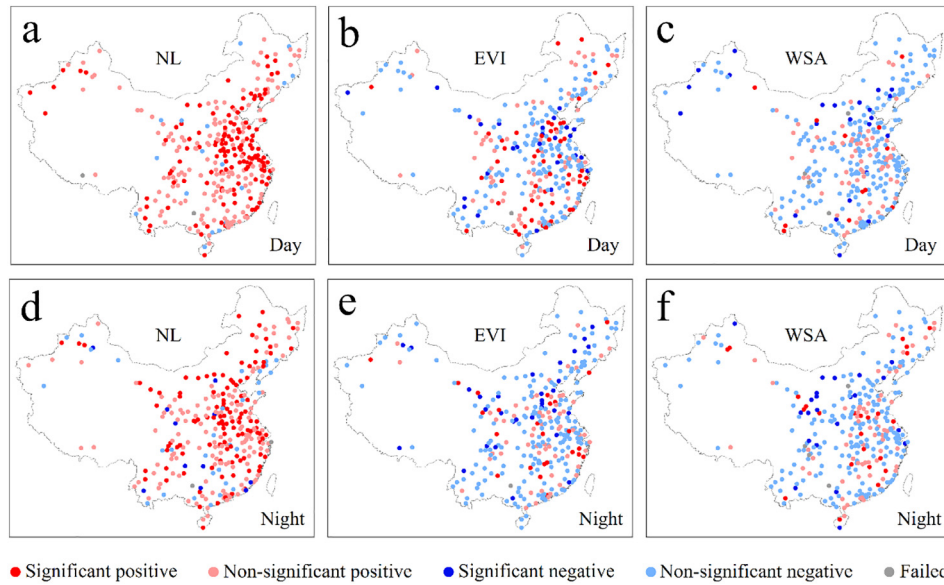 a NL Day
b EVI Day
c WSA Day
d NL Night
e EVI Night
f WSA Night
Significant positive Non-significant positive Significant negative Non-significant negative Failed